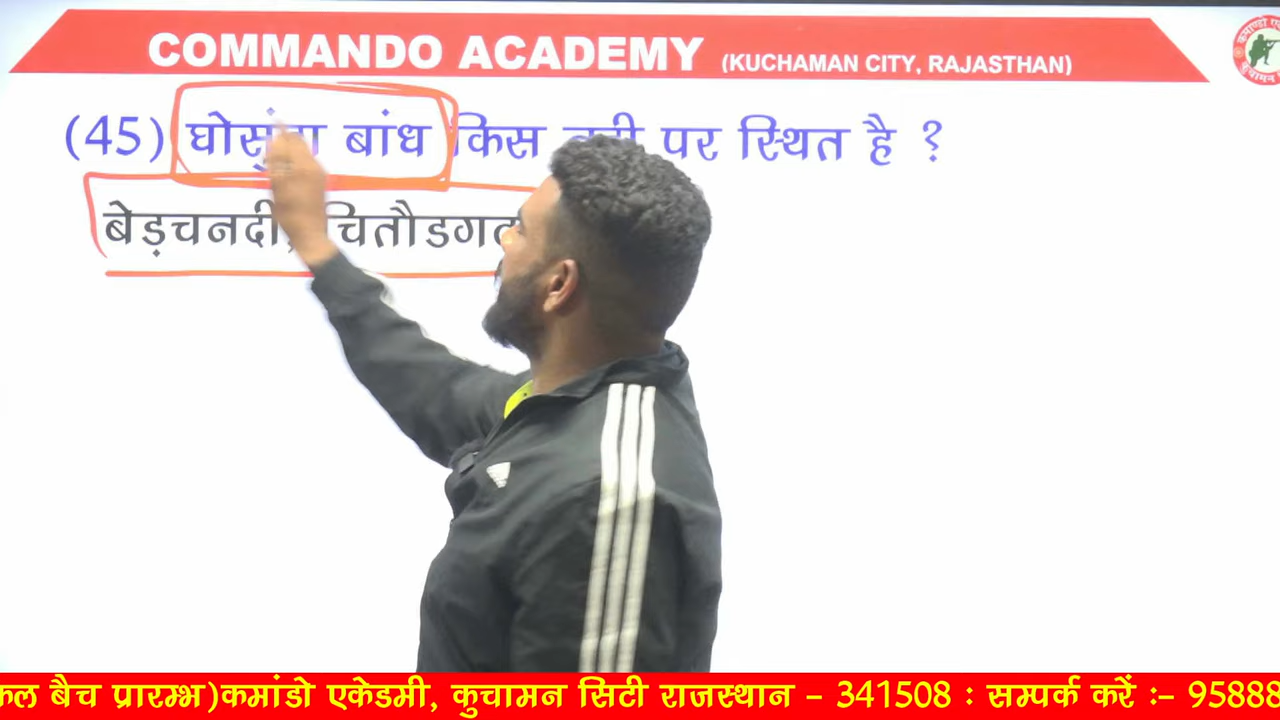 COMMANDO ACADEMY (KUCHAMAN CITY, RAJASTHAN)
(45) बांध किस पर स्थित है ?
बेड़चनदी,
बैच प्रारम्भ)कमांडो एकेडमी, कुचामन सिटी राजस्थान - 341508 : सम्पर्क करें :- 95888